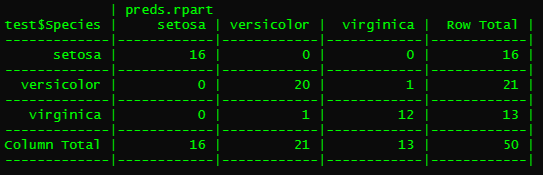 | preds.rpart
test$Species |      setosa | versicolor |  virginica |  Row Total |
-------------|------------|------------|------------|------------|
      setosa |         16 |          0 |          0 |         16 |
-------------|------------|------------|------------|------------|
  versicolor |          0 |         20 |          1 |         21 |
-------------|------------|------------|------------|------------|
   virginica |          0 |          1 |         12 |         13 |
-------------|------------|------------|------------|------------|
Column Total |         16 |         21 |         13 |         50 |
-------------|------------|------------|------------|------------|